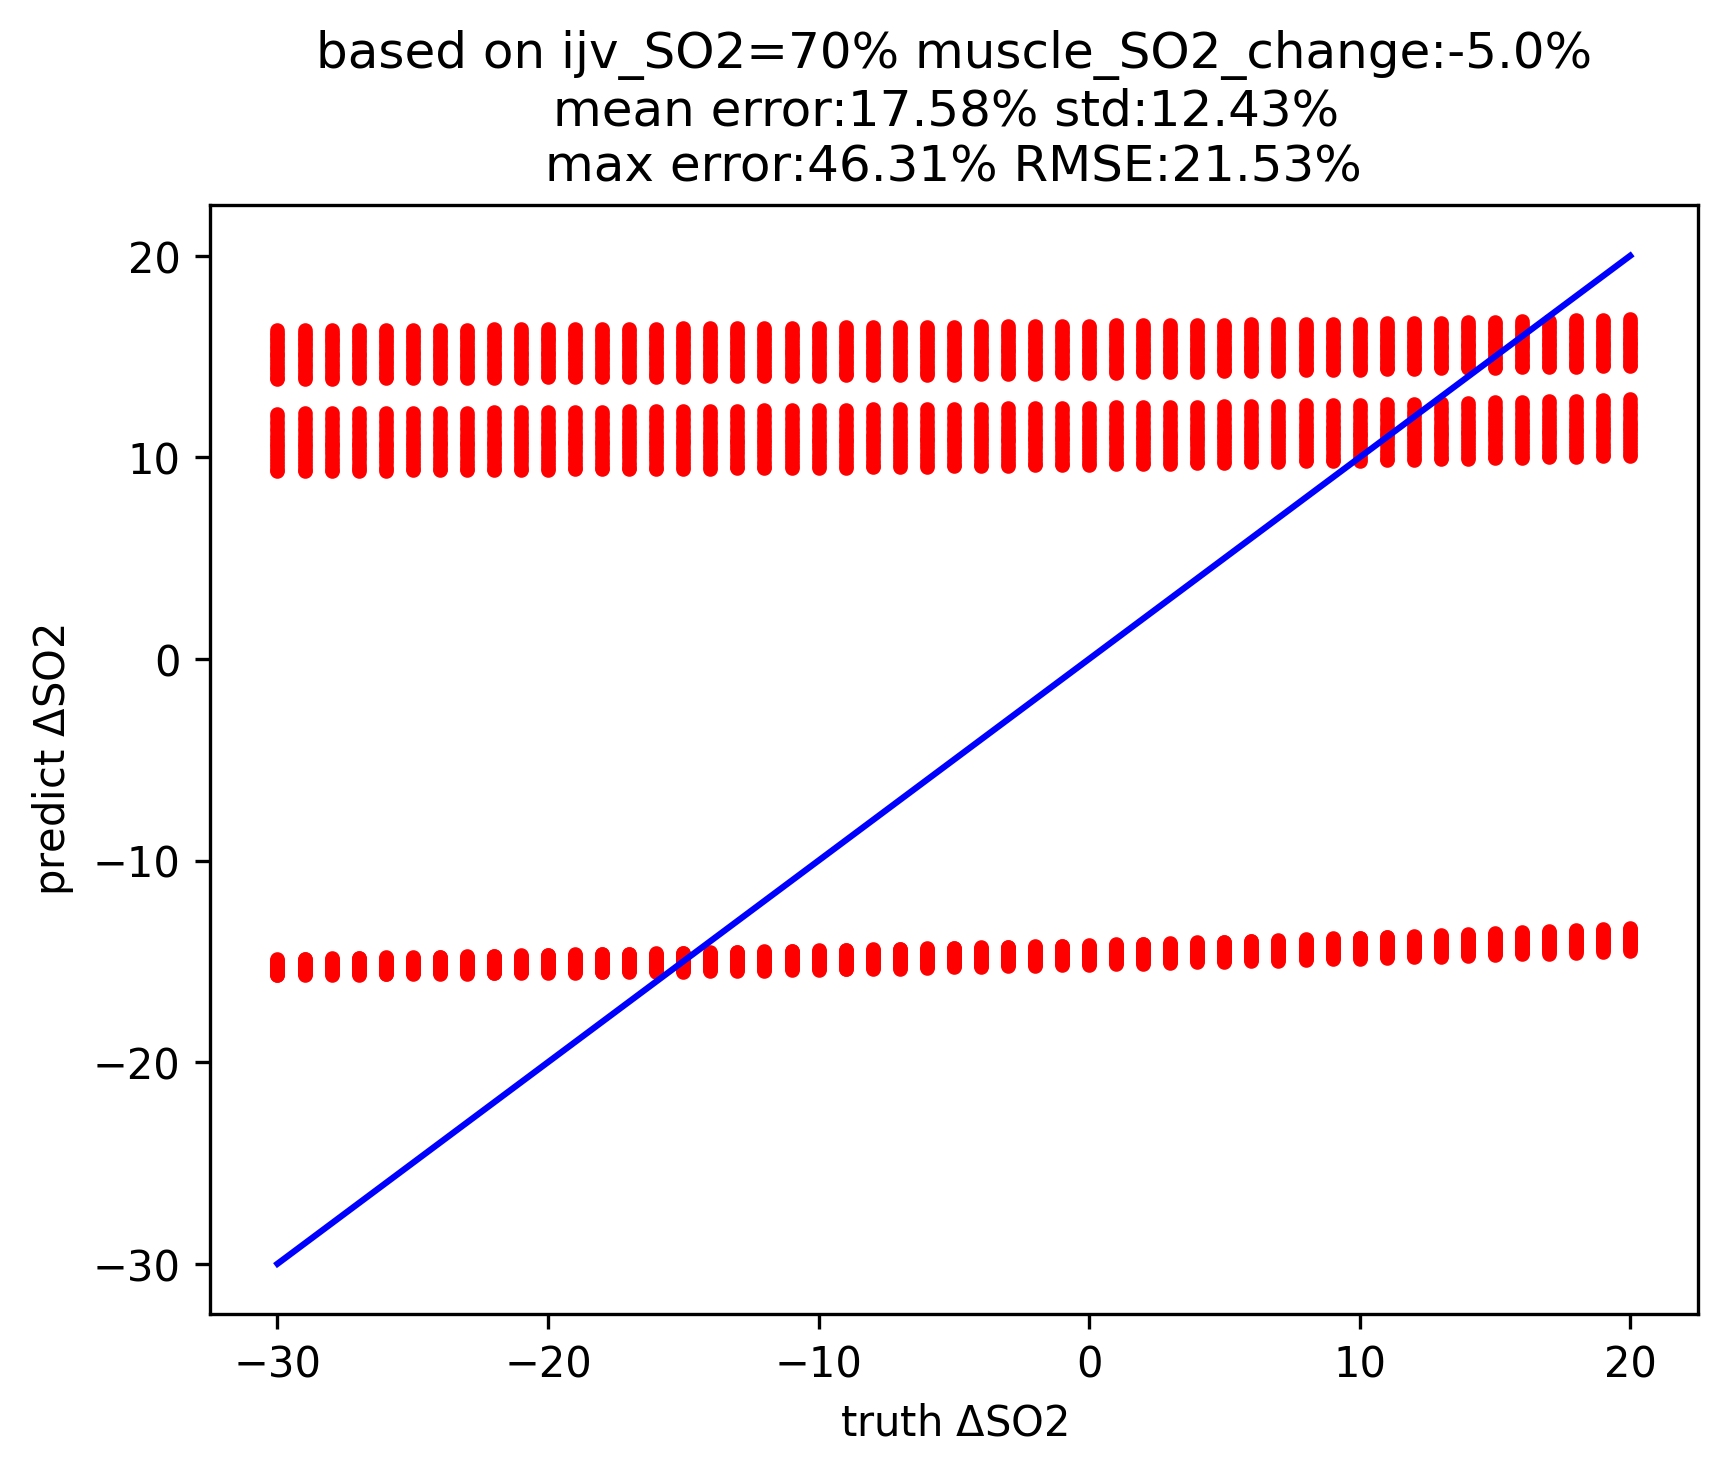 based on ijv_SO2=70% muscle_SO2_change:-5.0%
mean error:17.58% std:12.43%
max error:46.31% RMSE:21.53%
20
10
0
−10
−20
−30
predict ΔSO2
−30
−20
−10
0
10
20
truth ΔSO2